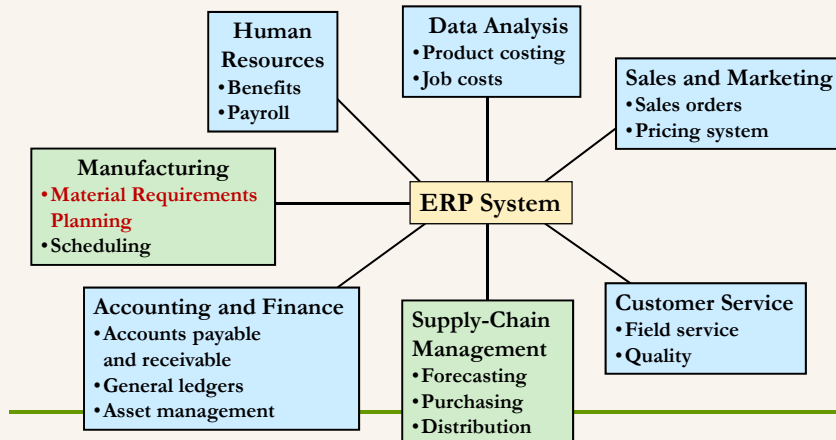 Human
Resources
• Benefits
• Payroll
Data Analysis
• Product costing
• Job costs
Sales and Marketing
• Sales orders
• Pricing system
Manufacturing
• Material Requirements
Planning
• Scheduling
ERP System
Accounting and Finance
• Accounts payable
and receivable
• General ledgers
• Asset management
Supply-Chain
Management
• Forecasting
• Purchasing
• Distribution
Customer Service
• Field service
• Quality